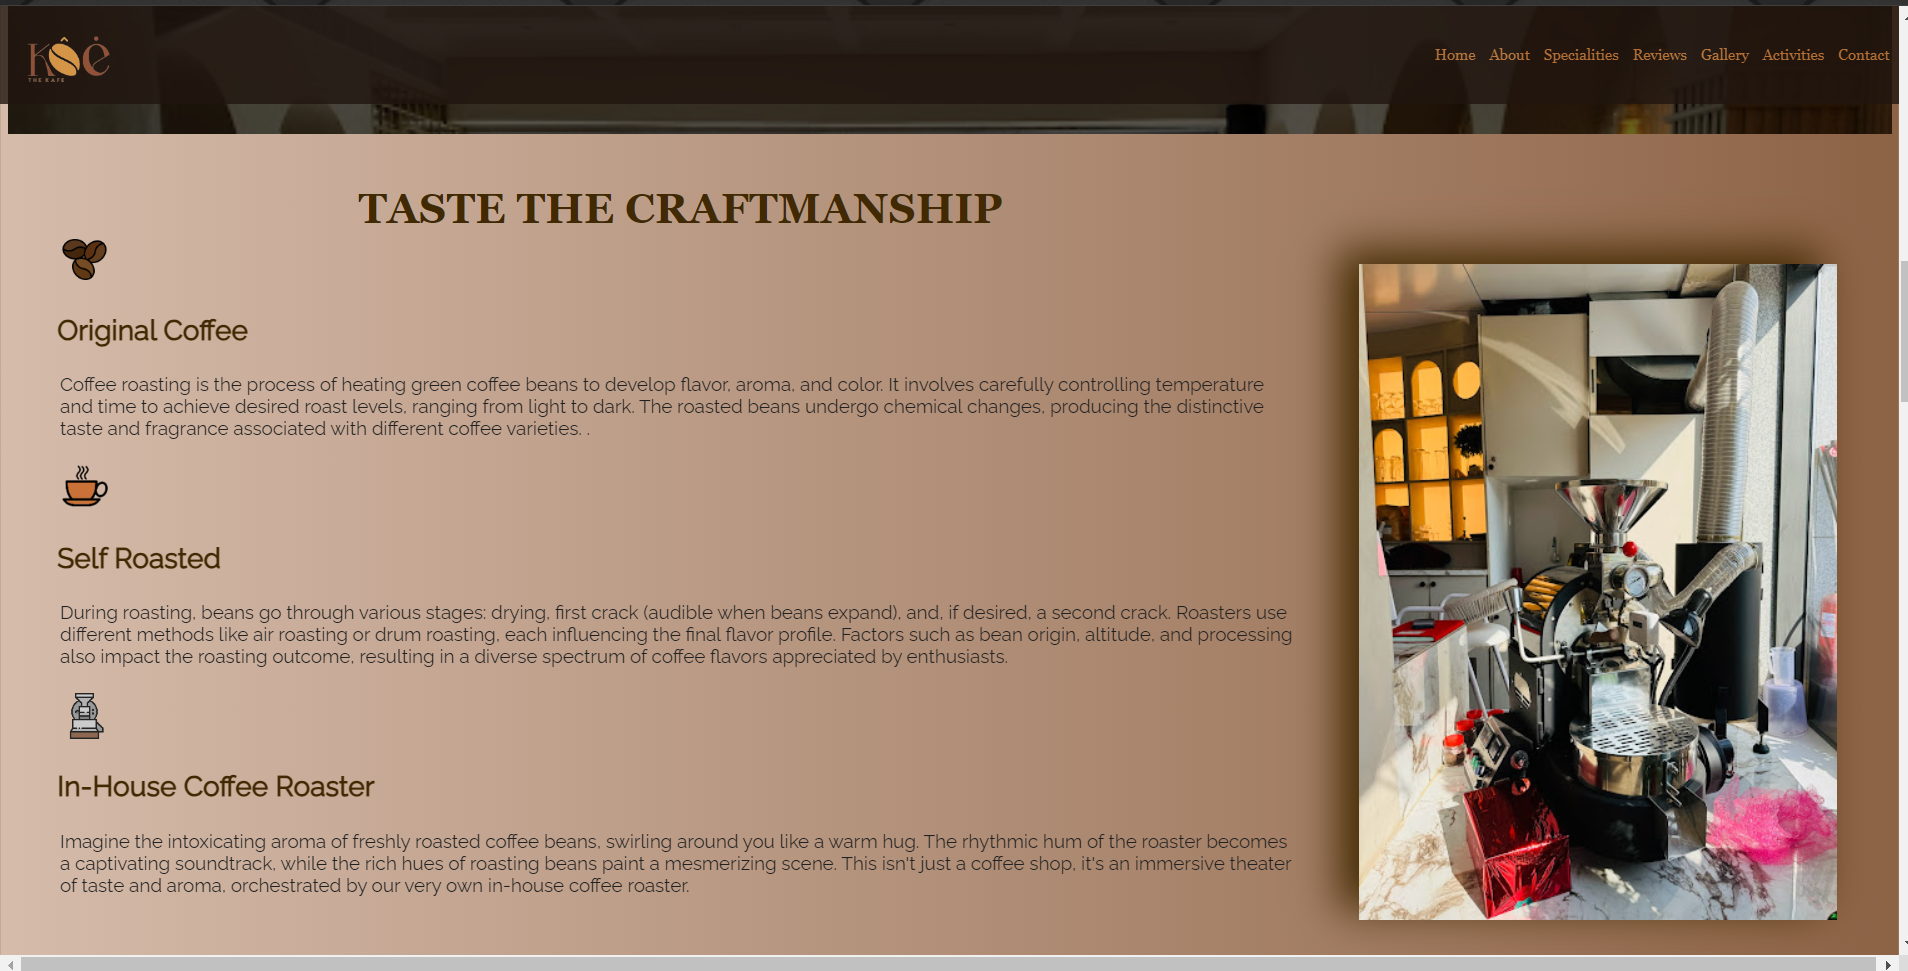 Kôė
THE KAFE
Home About Specialities Reviews Gallery Activities Contact
TASTE THE CRAFTMANSHIP
Original Coffee
Coffee roasting is the process of heating green coffee beans to develop flavor, aroma, and color. It involves carefully controlling temperature
and time to achieve desired roast levels, ranging from light to dark. The roasted beans undergo chemical changes, producing the distinctive
taste and fragrance associated with different coffee varieties. .
Self Roasted
During roasting, beans go through various stages: drying, first crack (audible when beans expand), and, if desired, a second crack. Roasters use
different methods like air roasting or drum roasting, each influencing the final flavor profile. Factors such as bean origin, altitude, and processing
also impact the roasting outcome, resulting in a diverse spectrum of coffee flavors appreciated by enthusiasts.
In-House Coffee Roaster
Imagine the intoxicating aroma of freshly roasted coffee beans, swirling around you like a warm hug. The rhythmic hum of the roaster becomes
a captivating soundtrack, while the rich hues of roasting beans paint a mesmerizing scene. This isn't just a coffee shop, it's an immersive theater
of taste and aroma, orchestrated by our very own in-house coffee roaster.